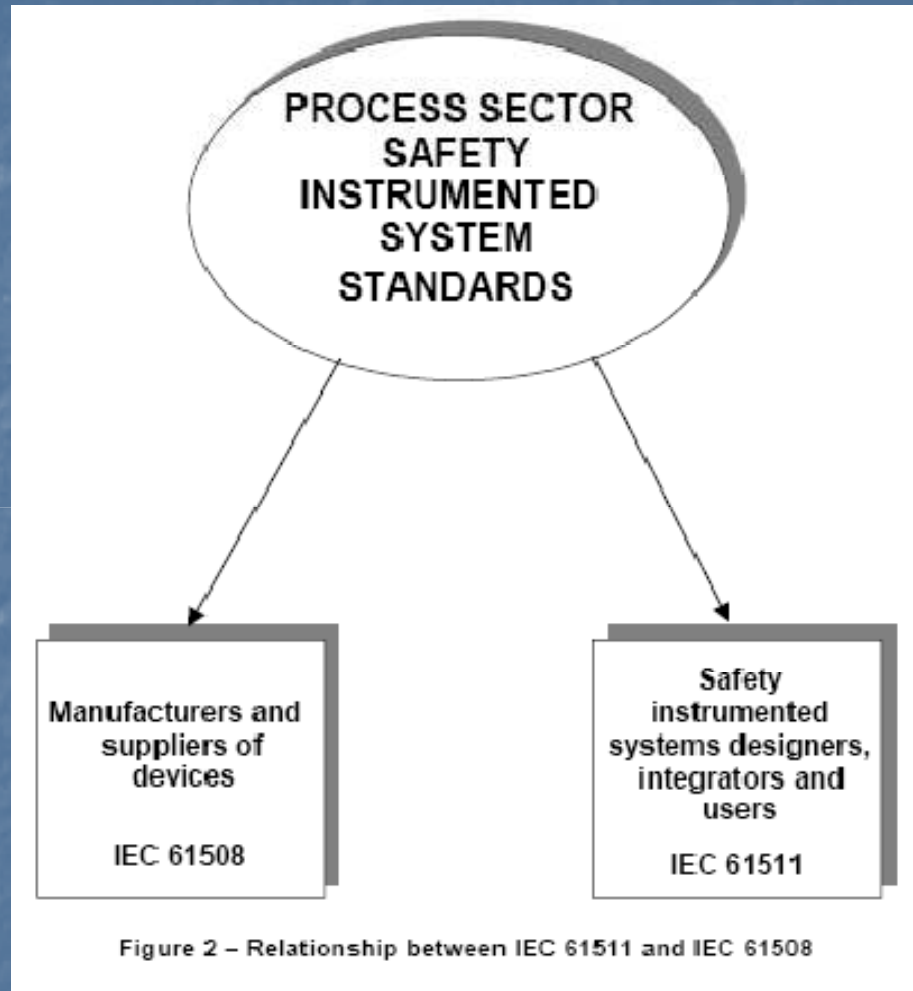 PROCESS SECTOR
SAFETY
INSTRUMENTED
SYSTEM
STANDARDS
Manufacturers and
suppliers of
devices
IEC 61508
Safety
instrumented
systems designers,
integrators and
users
IEC 61511
Figure 2 – Relationship between IEC 61511 and IEC 61508